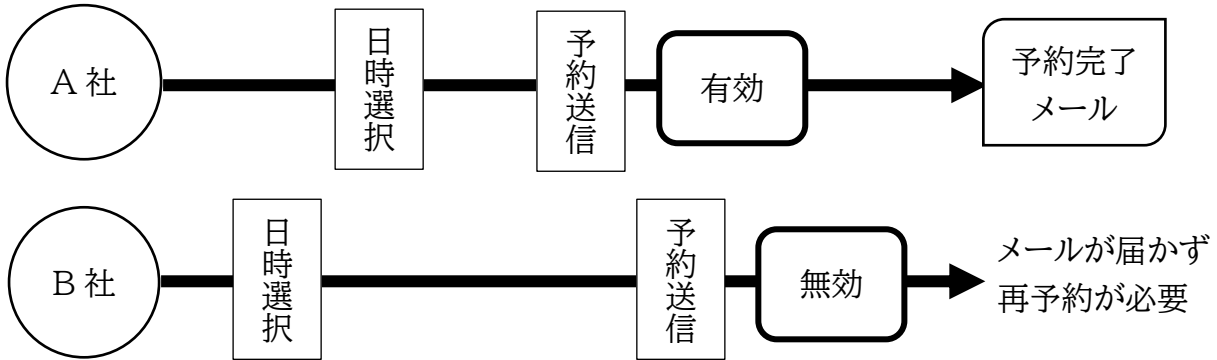 A社
日時選択
予約送信
有効
予約完了
メール
B社
日時選択
予約送信
無効
メールが届かず
再予約が必要